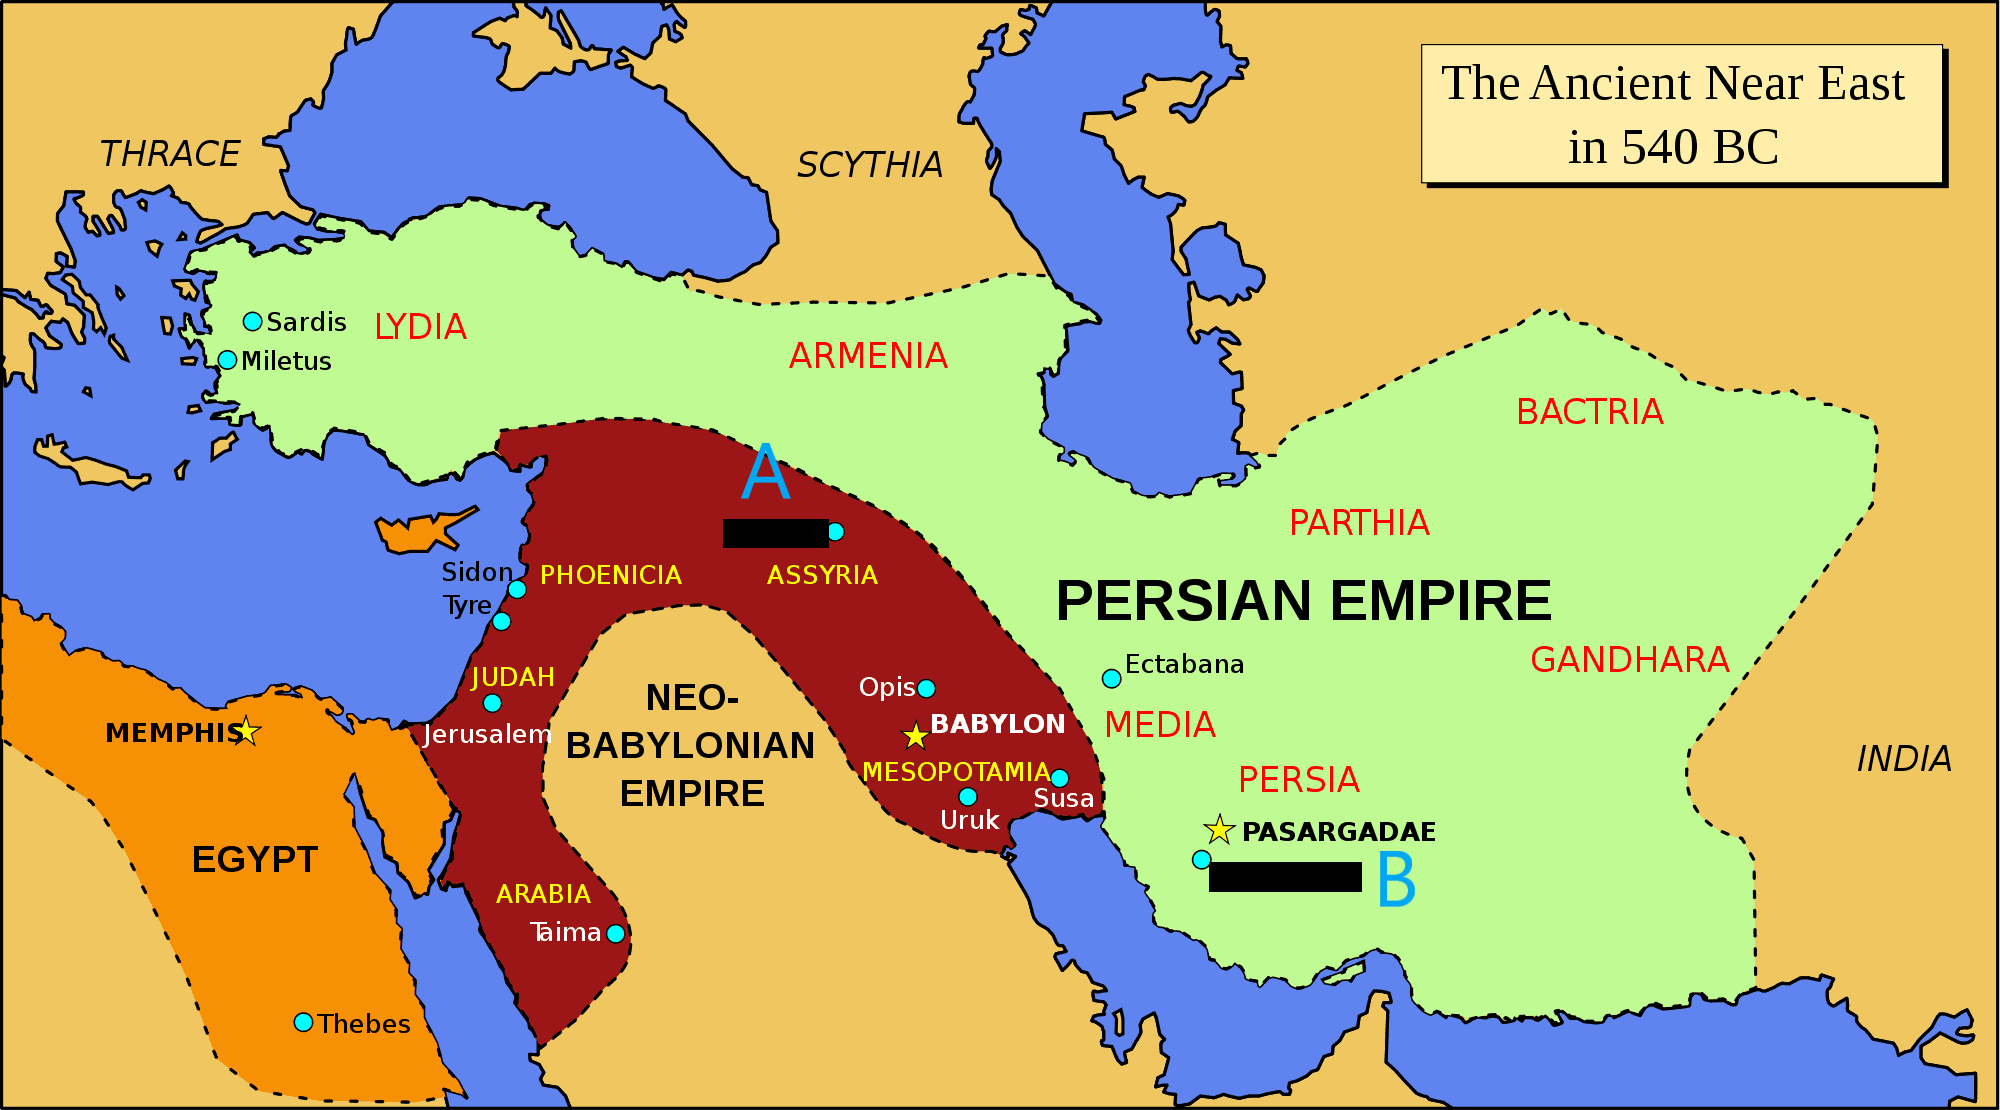 The Ancient Near East
in 540 BC
THRACE
SCYTHIA
Sardis
LYDIA
Miletus
ARMENIA
BACTRIA
A
PARTHIA
Sidon
PHOENICIA
ASSYRIA
Tyre
PERSIAN EMPIRE
JUDAH
Jerusalem
NEO-
BABYLONIAN
EMPIRE
Opis
Ectabana
GANDHARA
MEMPHIS
BABYLON
MEDIA
MESOPOTAMIA
Susa
Uruk
PERSIA
INDIA
PASARGADAE
B
EGYPT
ARABIA
Taima
Thebes